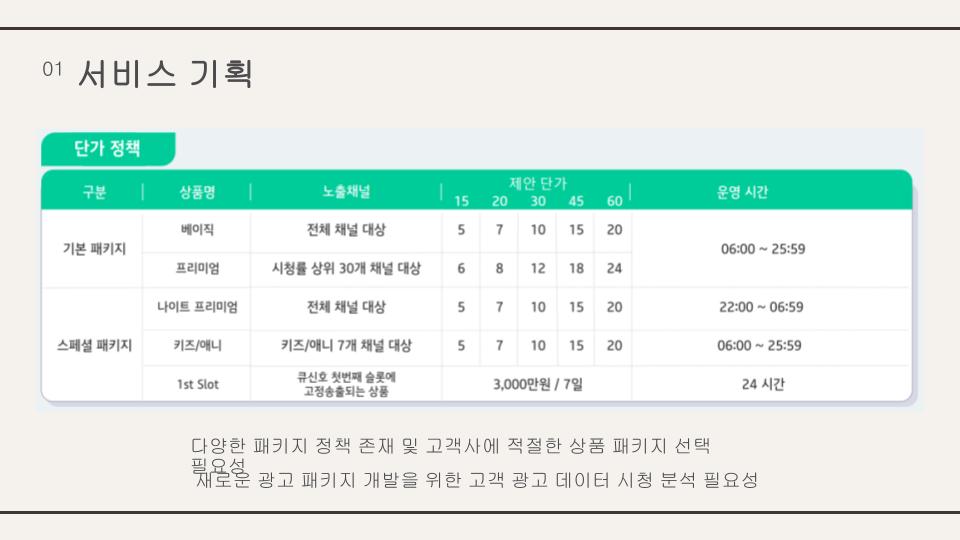 01 서비스 기획
단가 정책
구분 상품명 노출채널 제안 단가 운영 시간
15 20 30 45 60
기본 패키지 베이직 전체 채널 대상 5 7 10 15 20 06:00 ~ 25:59
프리미엄 시청률 상위 30개 채널 대상 6 8 12 18 24
스페셜 패키지 나이트 프리미엄 전체 채널 대상 5 7 10 15 20 22:00 ~ 06:59
키즈/애니 키즈/애니 7개 채널 대상 5 7 10 15 20 06:00 ~ 25:59
1st Slot 큐신호 첫번째 슬롯에 3,000만원 / 7일 24 시간
고정송출되는 상품
다양한 패키지 정책 존재 및 고객사에 적절한 상품 패키지 선택
필요성
새로운 광고 패키지 개발을 위한 고객 광고 데이터 시청 분석 필요성